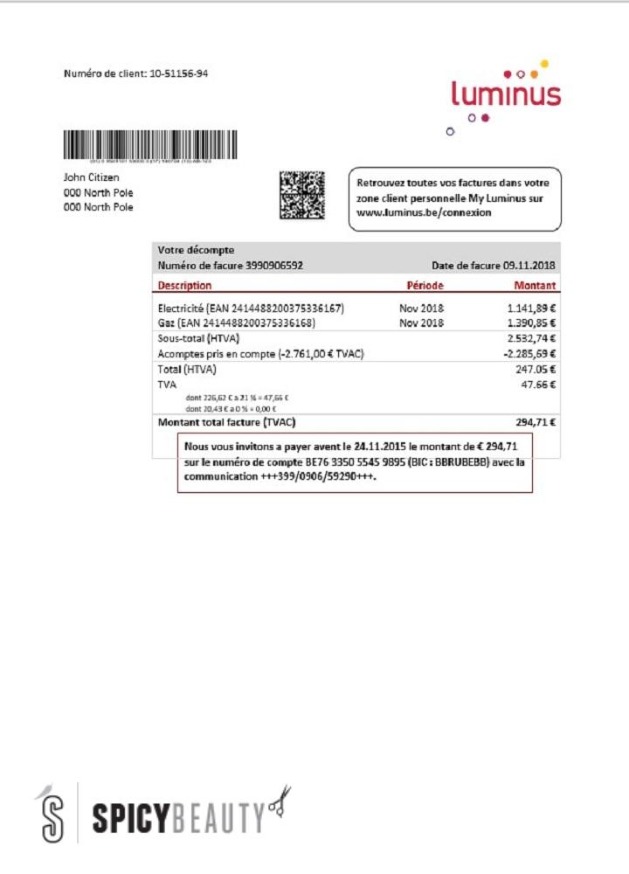 Numéro de client: 10-51156-94
luminus
John Citizen
000 North Pole
000 North Pole
Retrouvez toutes vos factures dans votre
zone client personnelle My Luminus sur
www.luminus.be/connexion
Votre décompte
Numéro de facure 3990906592 Date de facure 09.11.2018
Description Période Montant
Electricité (EAN 2414488200375336167) Nov 2018 1.141,89 €
Gaz (EAN 2414488200375336168) Nov 2018 1.390,85 €
Sous-total (HTVA) 2.532,74 €
Acomptes pris en compte (-2.761,00 € TVAC) -2.285,69 €
Total (HTVA) 247.05 €
TVA 47.66 €
dont 226,62 € a 21 % = 47,66 €
dont 20,43 € a 0 % = 0,00 €
Montant total facture (TVAC) 294,71 €
Nous vous invitons a payer avent le 24.11.2015 le montant de € 294,71
sur le numéro de compte BE76 3350 5545 9895 (BIC : BBRUBEBB) avec la
communication +++399/0906/59290+++.
S SPICYBEAUTY